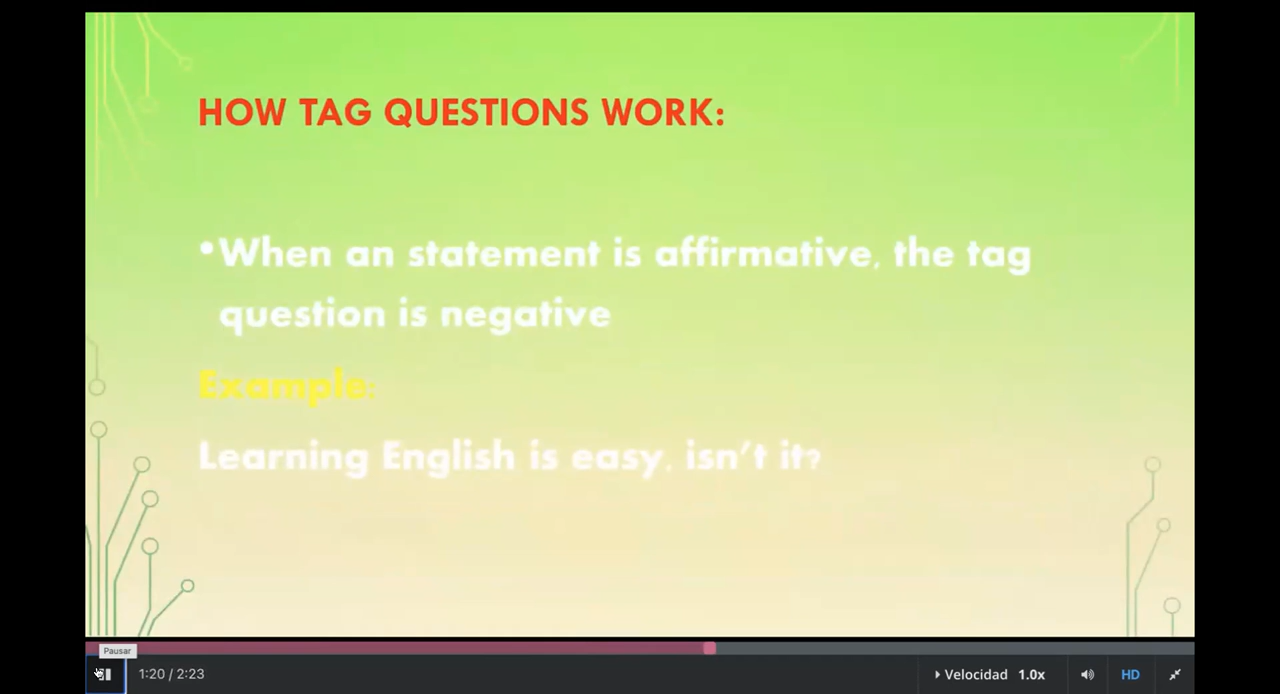 HOW TAG QUESTIONS WORK:
•When an statement is affirmative, the tag
question is negative
Example:
Learning English is easy, isn't it?
Pausar
1:20 / 2:23
Velocidad 1.0x
HD